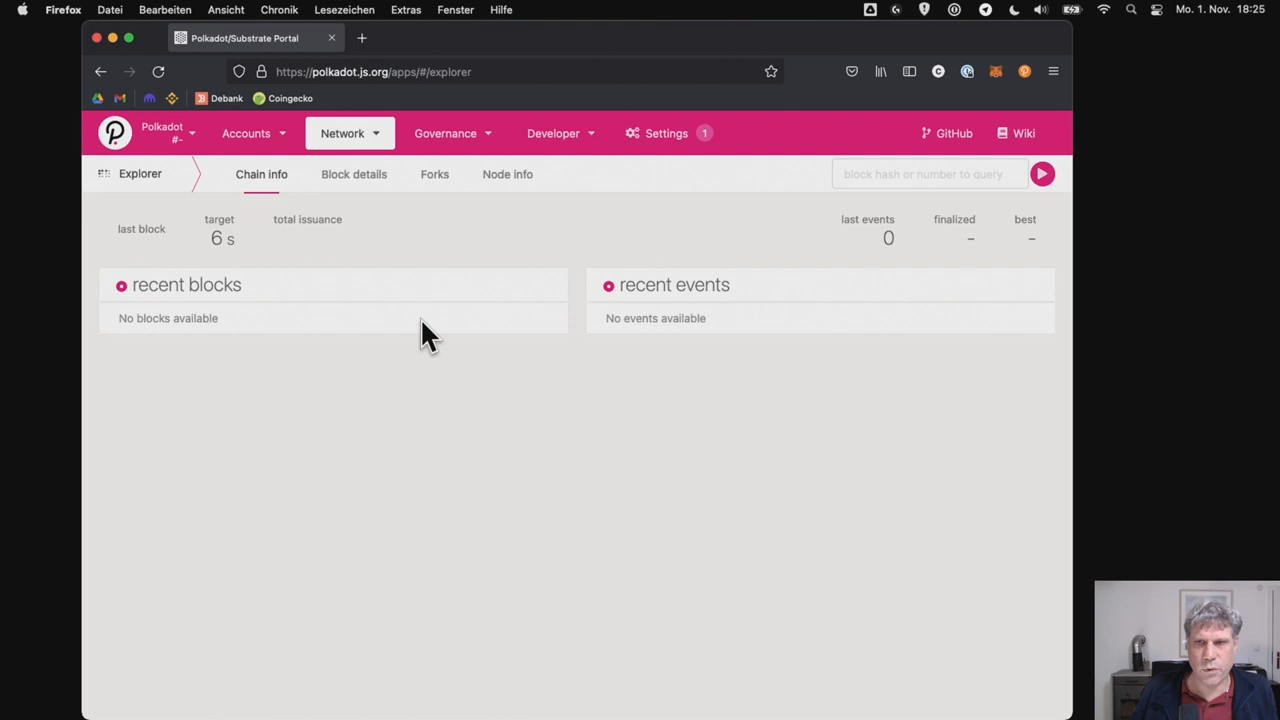 Firefox Datei Bearbeiten Ansicht Chronik Lesezeichen Extras Fenster Hilfe Mo. 1. Nov. 18:25
Polkadot/Substrate Portal
https://polkadot.js.org/apps/#/explorer
Debank Coingecko
Polkadot
#-
Accounts Network Governance Developer Settings 1 GitHub Wiki
Explorer Chain info Block details Forks Node info block hash or number to query
last block target total issuance last events finalized best
6 s 0 - -
recent blocks recent events
No blocks available No events available